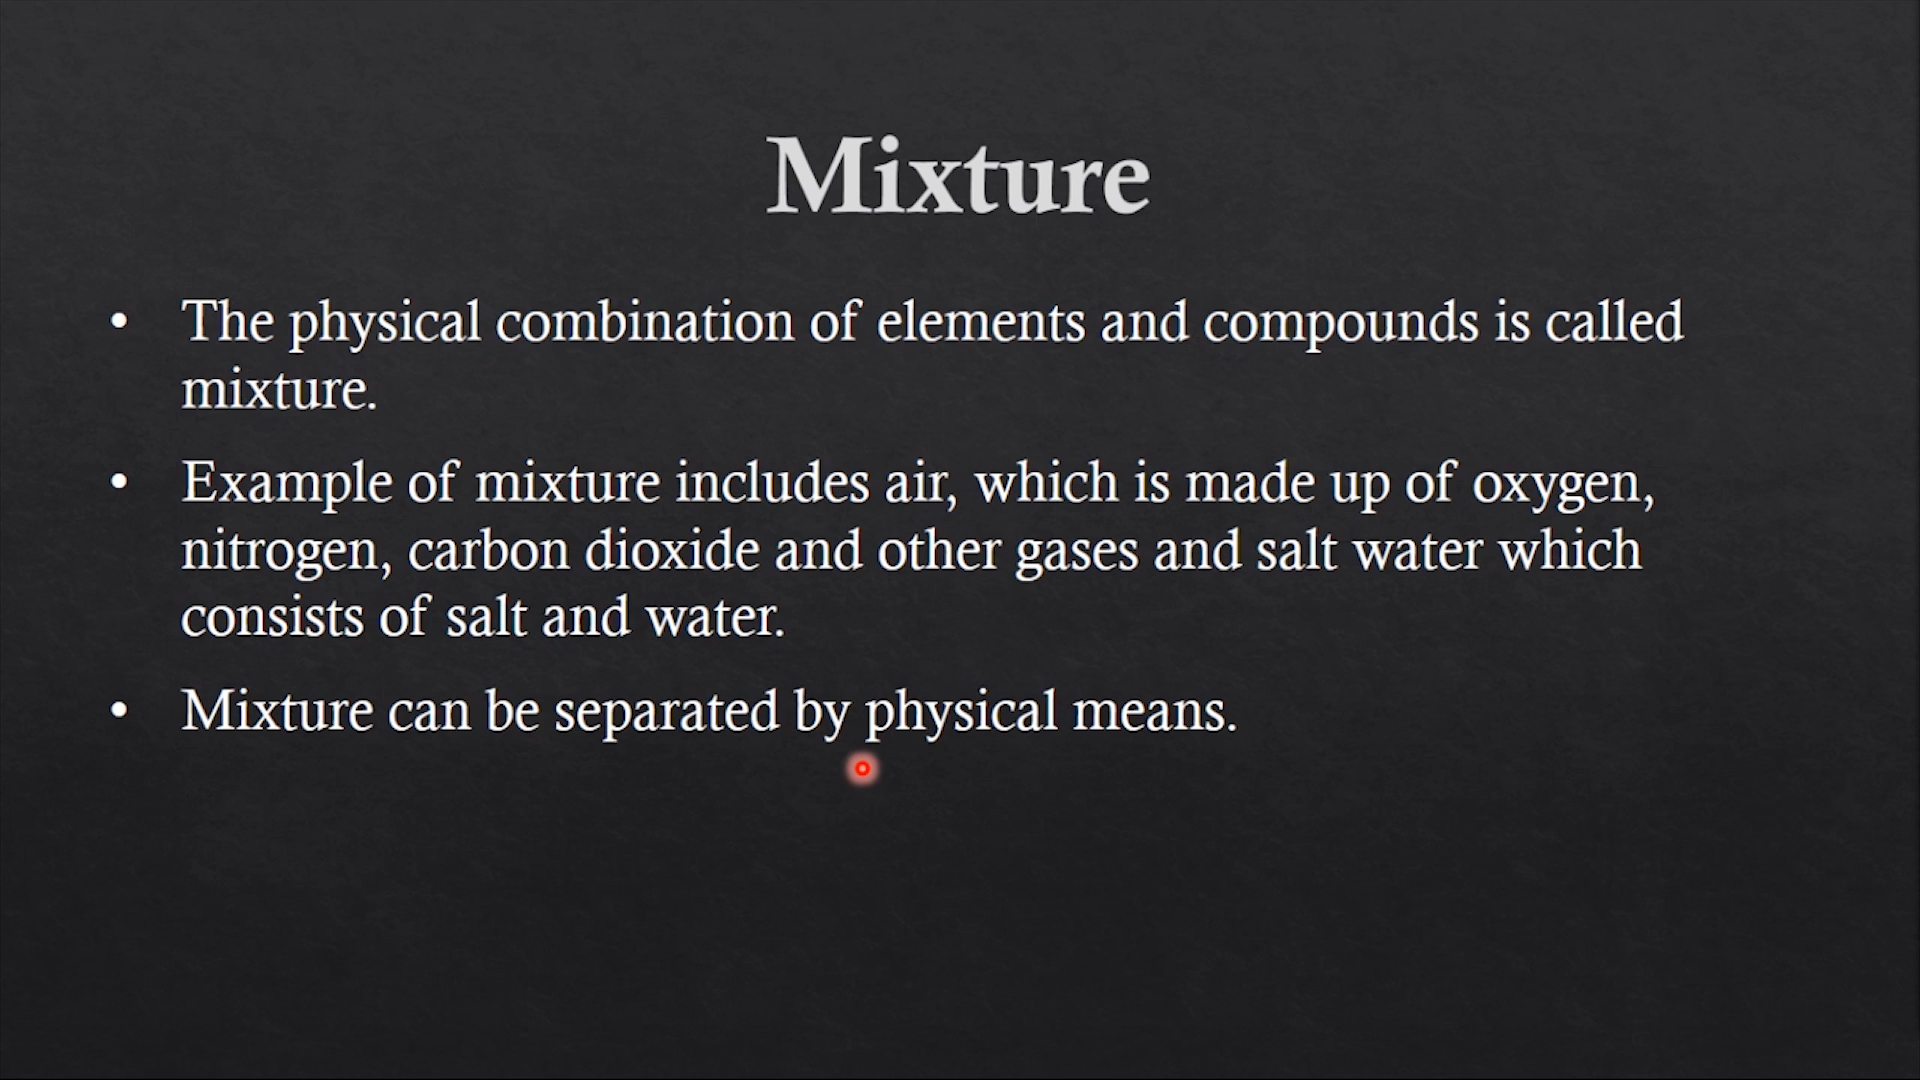 Mixture
• The physical combination of elements and compounds is called
mixture.
• Example of mixture includes air, which is made up of oxygen,
nitrogen, carbon dioxide and other gases and salt water which
consists of salt and water.
• Mixture can be separated by physical means.